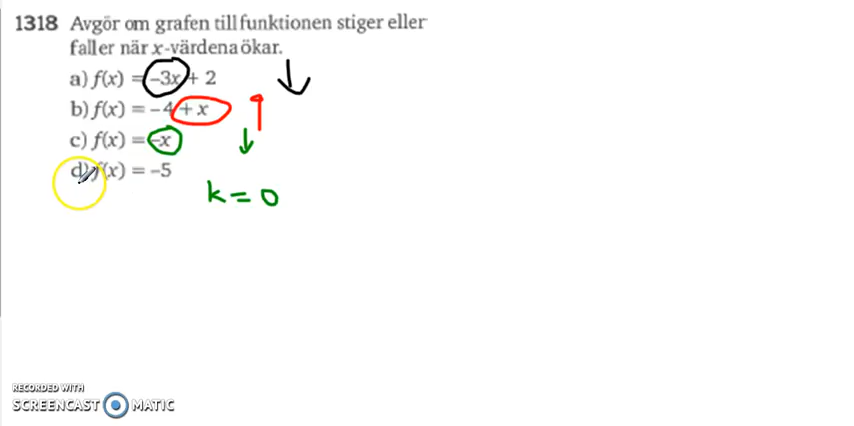 1318 Avgör om grafen till funktionen stiger eller
faller när x-värdena ökar.
a) f(x) = -3x + 2
b) f(x) = -4 + x
c) f(x) = -x
d) f(x) = -5
k = 0
RECORDED WITH
SCREENCAST MATIC